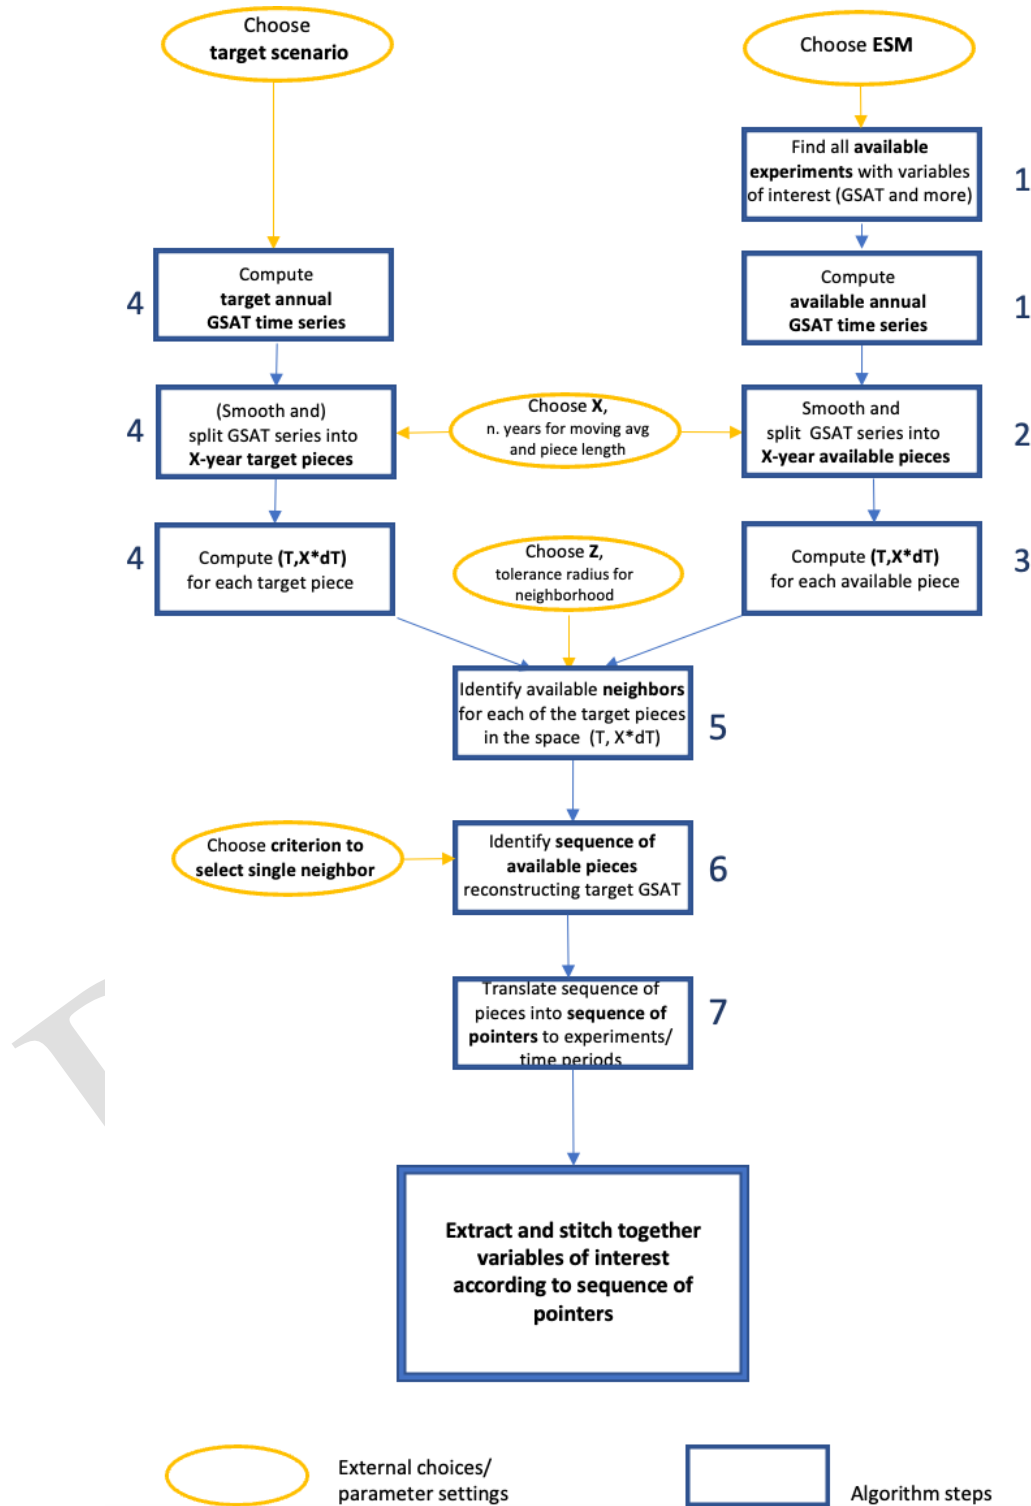 Choose
target scenario
Choose ESM
Find all available
experiments with variables
of interest (GSAT and more)
1
Compute
target annual
GSAT time series
4
Compute
available annual
GSAT time series
1
(Smooth and)
split GSAT series into
X-year target pieces
4
Choose X,
n. years for moving avg
and piece length
Smooth and
split GSAT series into
X-year available pieces
2
4
Compute (T,X*dT)
for each target piece
Choose Z,
tolerance radius for
neighborhood
Compute (T,X*dT)
for each available piece
3
Identify available neighbors
for each of the target pieces
in the space (T, X*dT)
5
Choose criterion to
select single neighbor
Identify sequence of
available pieces
reconstructing target GSAT
6
Translate sequence of
pieces into sequence of
pointers to experiments/
time periods
7
Extract and stitch together
variables of interest
according to sequence of
pointers
External choices/
parameter settings
Algorithm steps